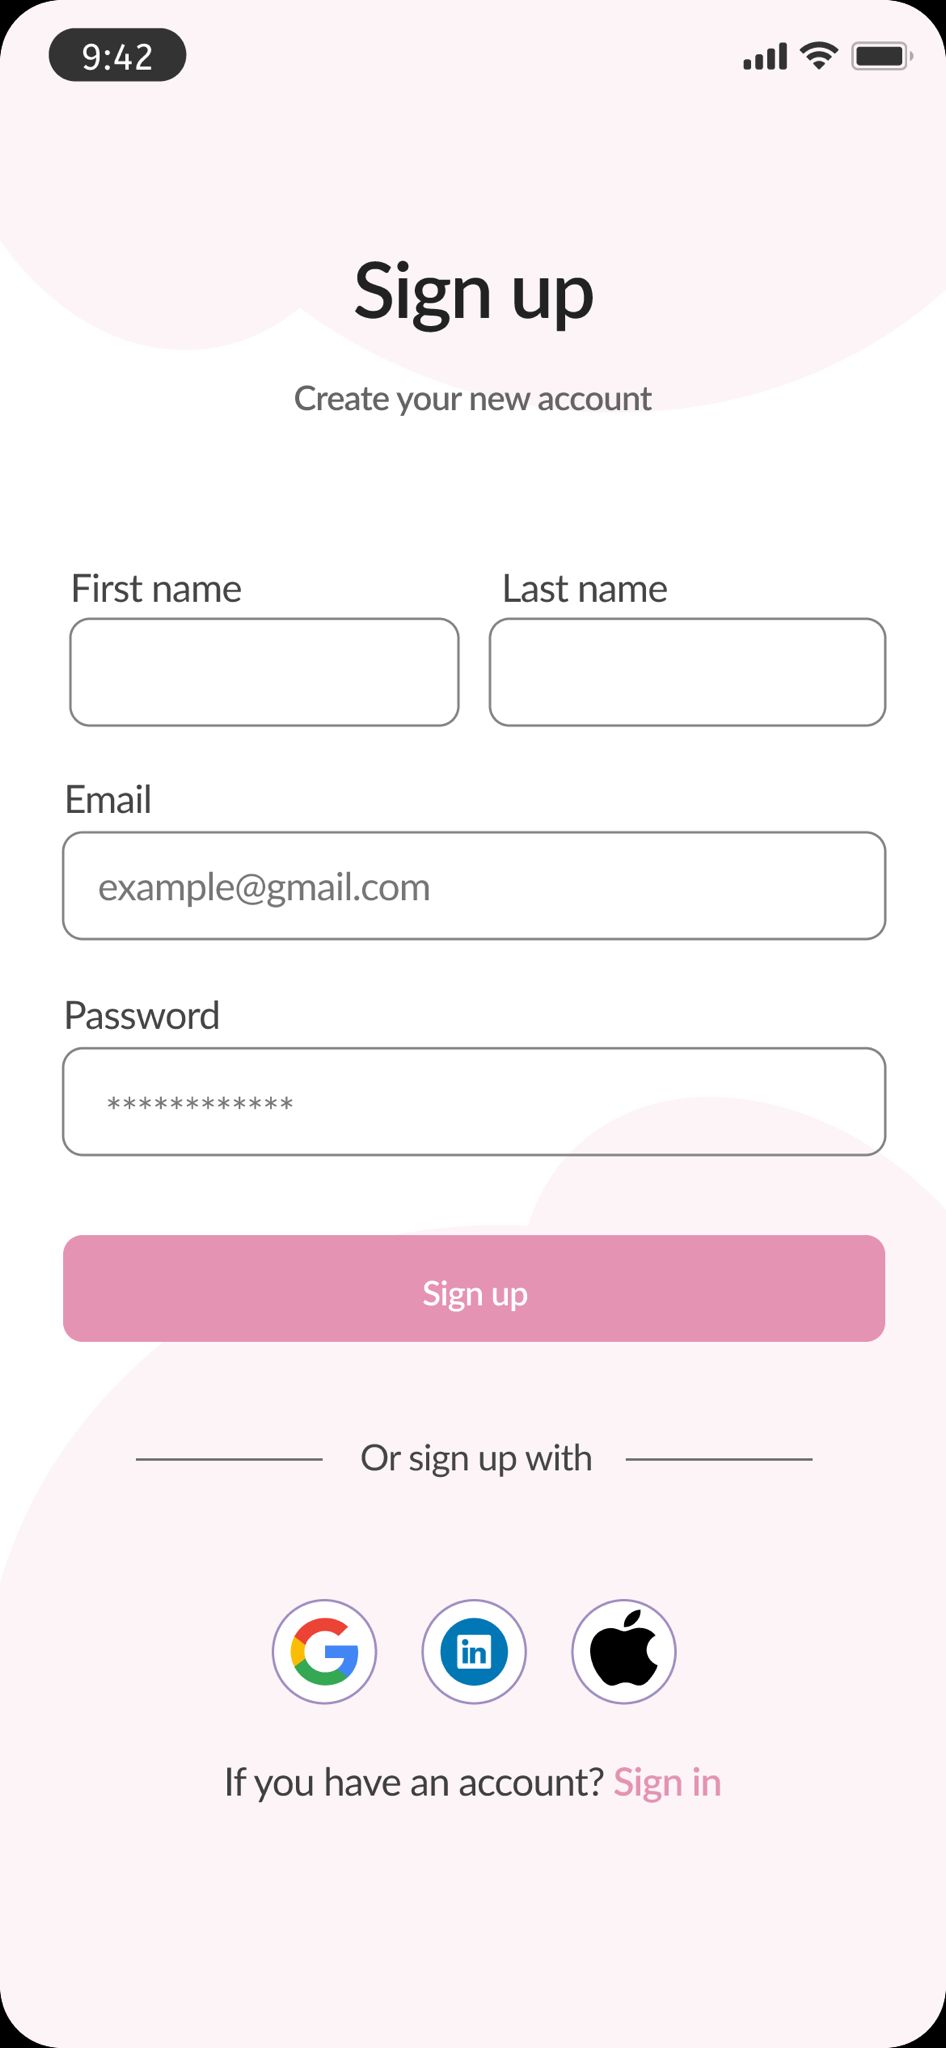 9:42
Sign up
Create your new account
First name Last name
Email
example@gmail.com
Password
************
Sign up
Or sign up with
in
If you have an account? Sign in